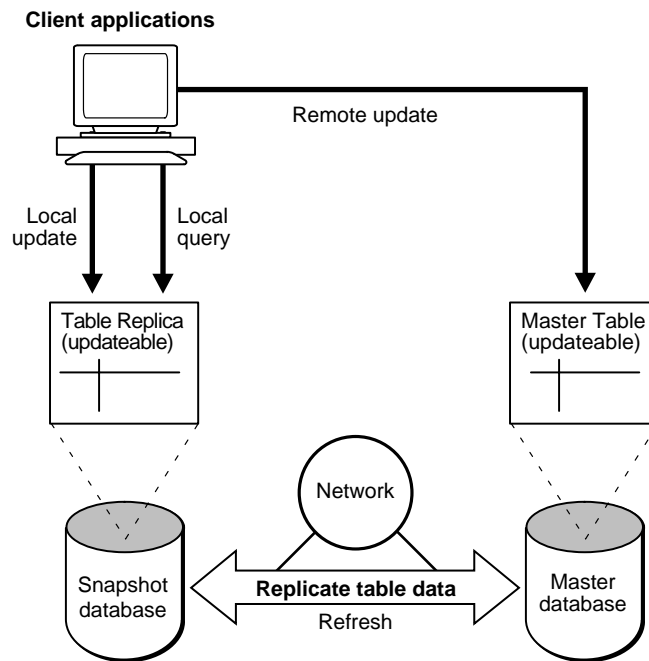 Client applications
Remote update
Local
update
Local
query
Table Replica
(updateable)
Master Table
(updateable)
Network
Snapshot
database
Replicate table data
Refresh
Master
database